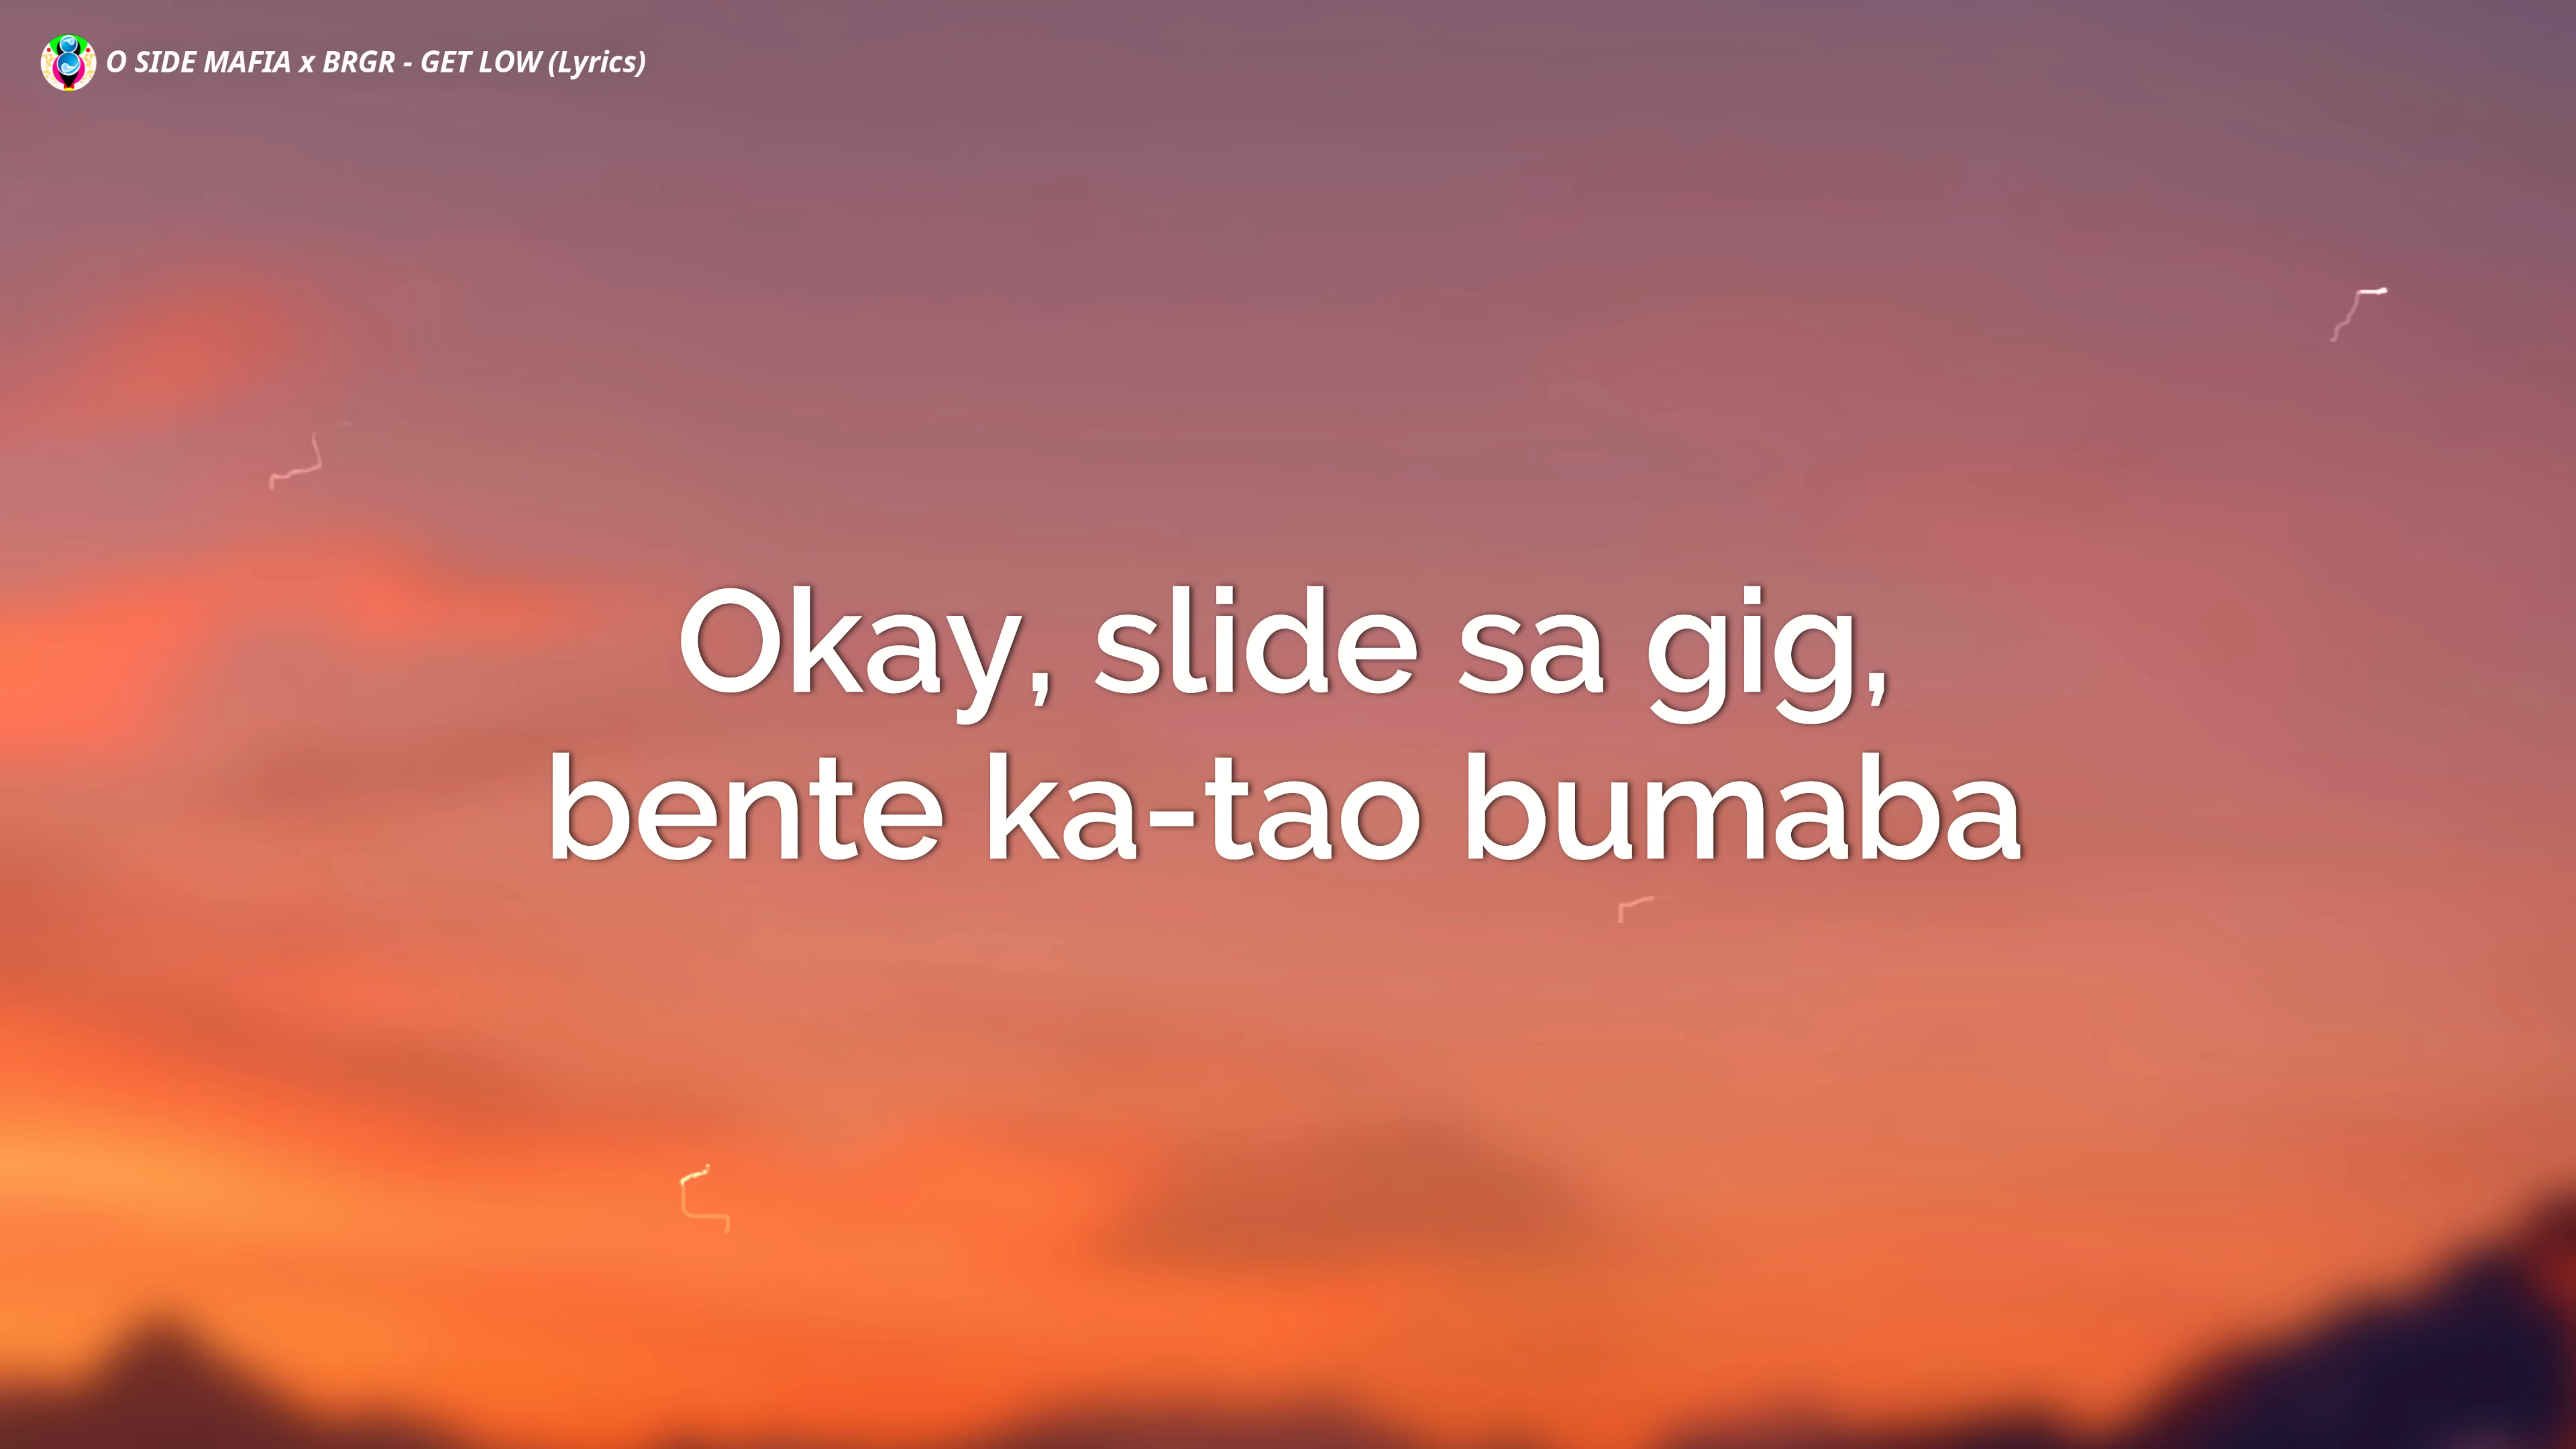 O SIDE MAFIA x BRGR - GET LOW (Lyrics)
Okay, slide sa gig,
bente ka-tao bumaba